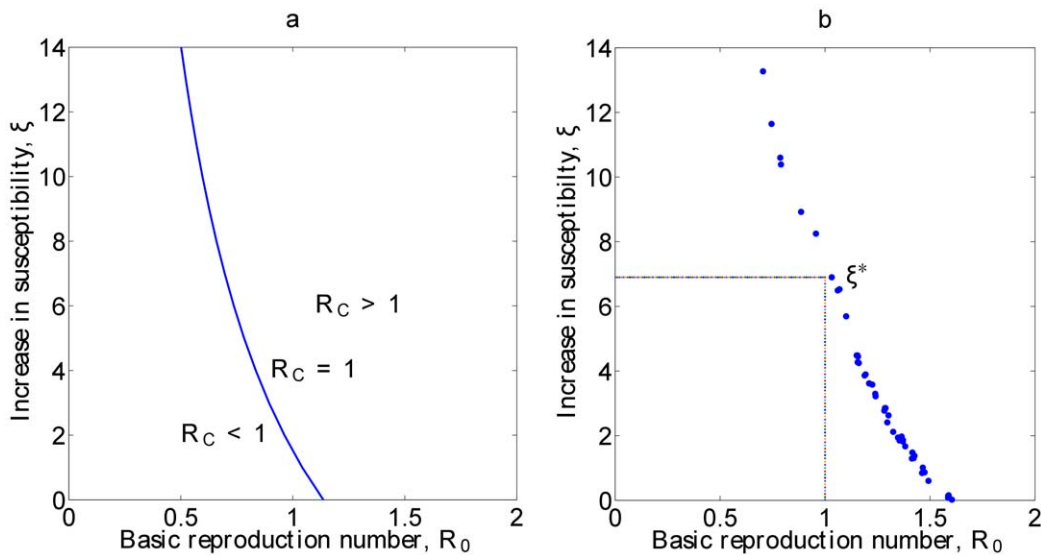 a
14
12
10
8
6
4
2
0
Increase in susceptibility, ξ
R_C > 1
R_C = 1
R_C < 1
0 0.5 1 1.5 2
Basic reproduction number, R_0
b
14
12
10
8
6
4
2
0
Increase in susceptibilty, ξ
ξ*
0 0.5 1 1.5 2
Basic reproduction number, R_0